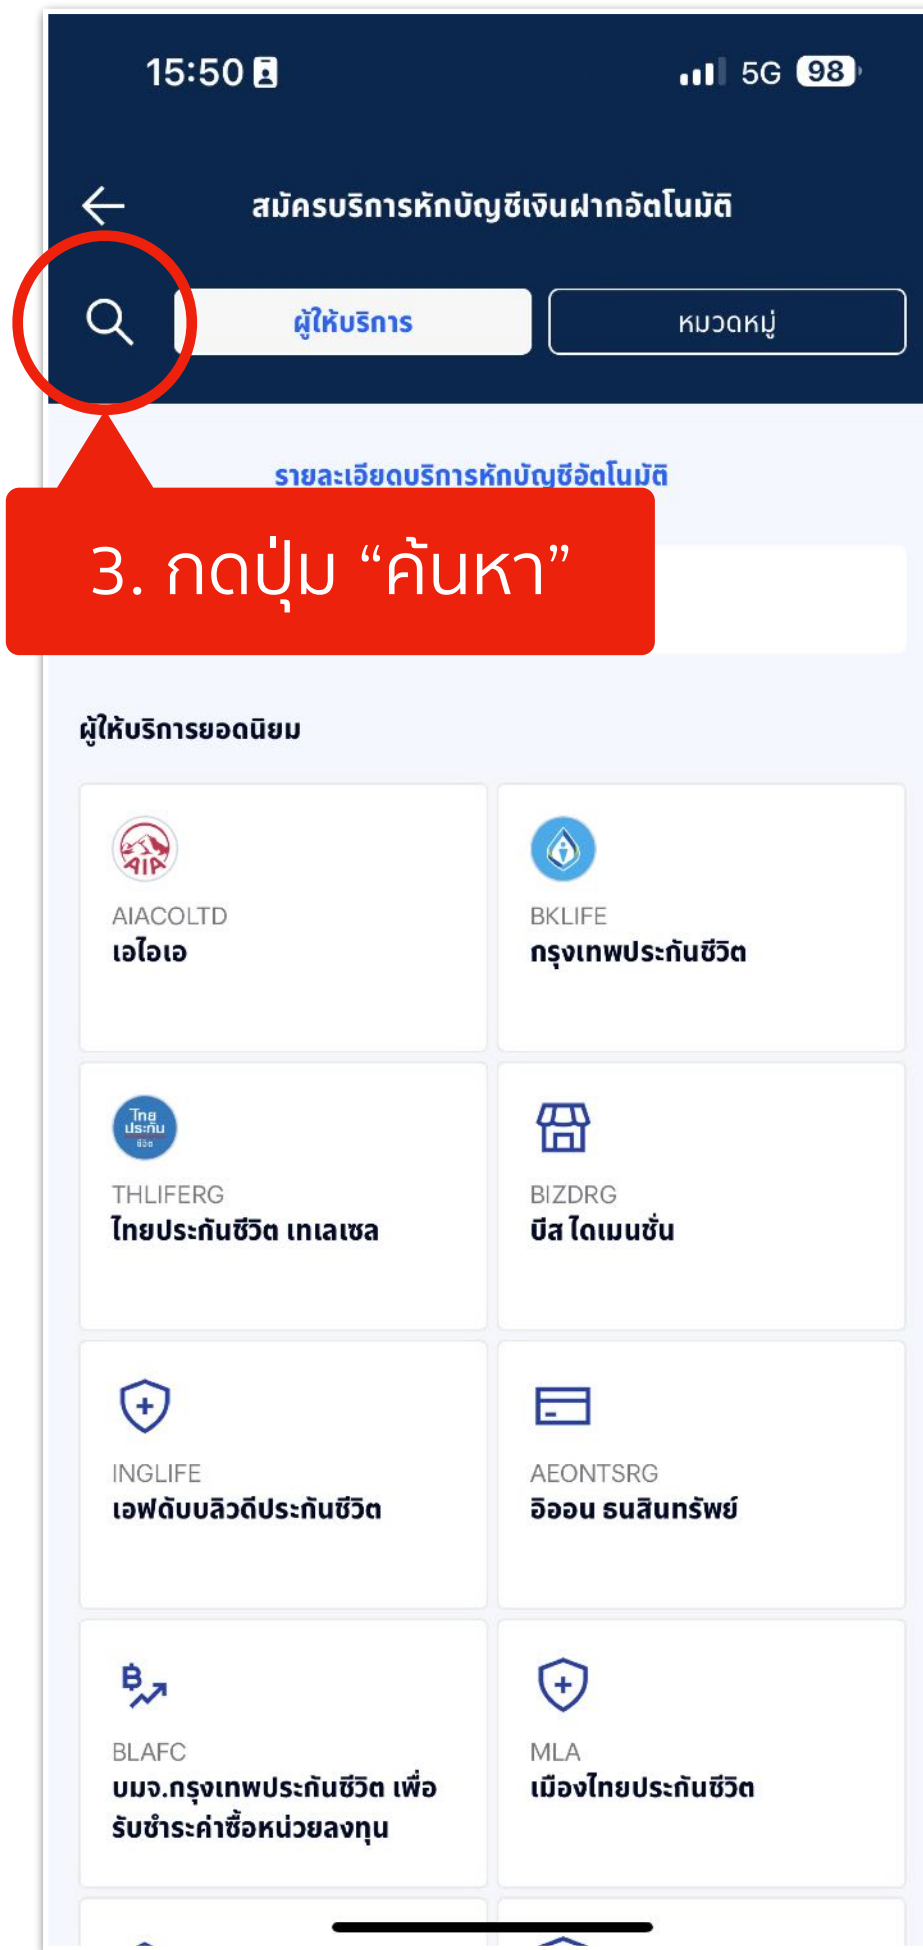 15:50
5G 98
สมัครบริการหักบัญชีเงินฝากอัตโนมัติ
ผู้ให้บริการ
หมวดหมู่
รายละเอียดบริการหักบัญชีอัตโนมัติ
3. กดปุ่ม “ค้นหา”
ผู้ให้บริการยอดนิยม
AIA
AIACOLTD
เอไอเอ
BKLIFE
กรุงเทพประกันชีวิต
ไทย
ประกัน
ชีวิต
THLIFERG
ไทยประกันชีวิต เทเลเซล
BIZDRG
บีส ไดเมนชั่น
INGLIFE
เอฟดับบลิวดีประกันชีวิต
AEONTSRG
อิออน ธนสินทรัพย์
BLAFC
บมจ.กรุงเทพประกันชีวิต เพื่อ
รับชำระค่าซื้อหน่วยลงทุน
MLA
เมืองไทยประกันชีวิต